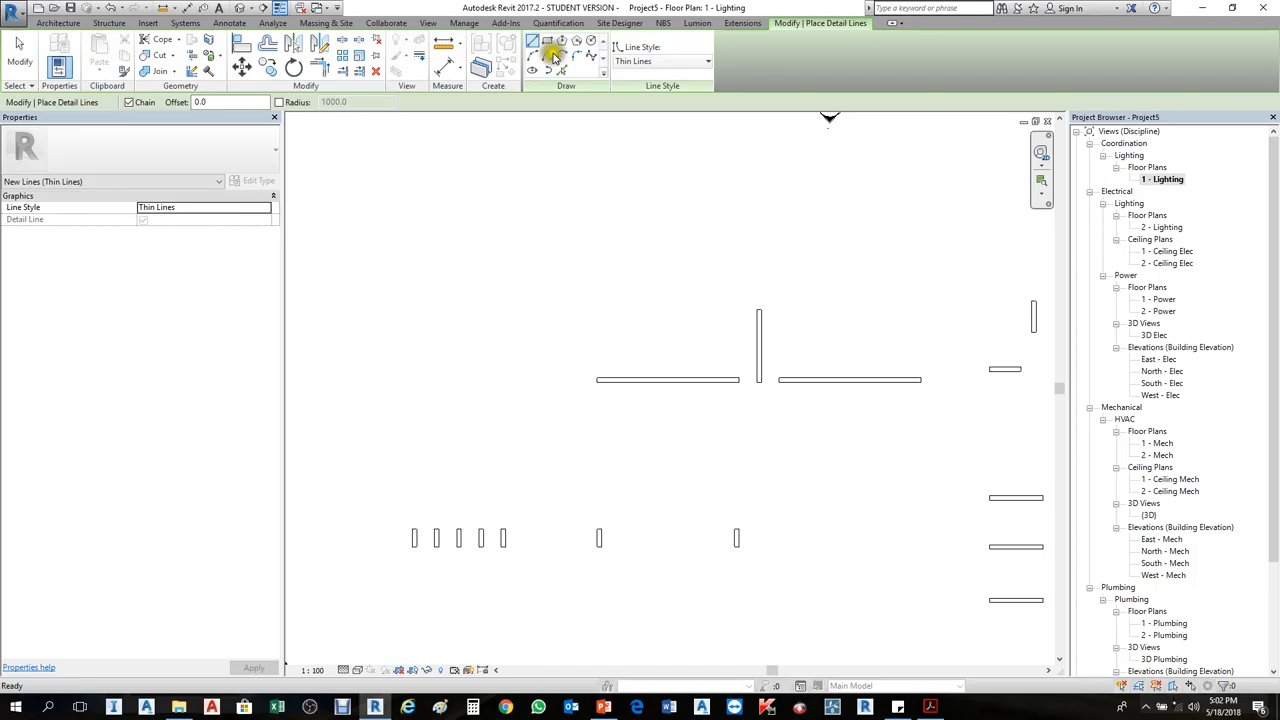 Autodesk Revit 2017.2 - STUDENT VERSION - Project5 - Floor Plan: 1 - Lighting
Type a keyword or phrase
Sign In
Architecture Structure Insert Systems Annotate Analyze Massing & Site Collaborate View Manage Add-Ins Quantification Site Designer NBS Lumion Extensions Modify | Place Detail Lines
Modify
Paste
Cope
Cut
Join
Line Style:
Thin Lines
Select Properties Clipboard Geometry Modify View Measure Create Draw Line Style
Modify | Place Detail Lines Chain Offset: 0.0 Radius: 1000.0
Properties
New Lines (Thin Lines) Edit Type
Graphics
Line Style Thin Lines
Detail Line
Properties help Apply
1 : 100
Project Browser - Project5
Views (Discipline)
Coordination
Lighting
Floor Plans
1 - Lighting
Electrical
Lighting
Floor Plans
2 - Lighting
Ceiling Plans
1 - Ceiling Elec
2 - Ceiling Elec
Power
Floor Plans
1 - Power
2 - Power
3D Views
3D Elec
Elevations (Building Elevation)
East - Elec
North - Elec
South - Elec
West - Elec
Mechanical
HVAC
Floor Plans
1 - Mech
2 - Mech
Ceiling Plans
1 - Ceiling Mech
2 - Ceiling Mech
3D Views
{3D}
Elevations (Building Elevation)
East - Mech
North - Mech
South - Mech
West - Mech
Plumbing
Plumbing
Floor Plans
1 - Plumbing
2 - Plumbing
3D Views
3D Plumbing
Elevations (Building Elevation)
Ready
:0
Main Model
:0
5:02 PM
5/18/2018